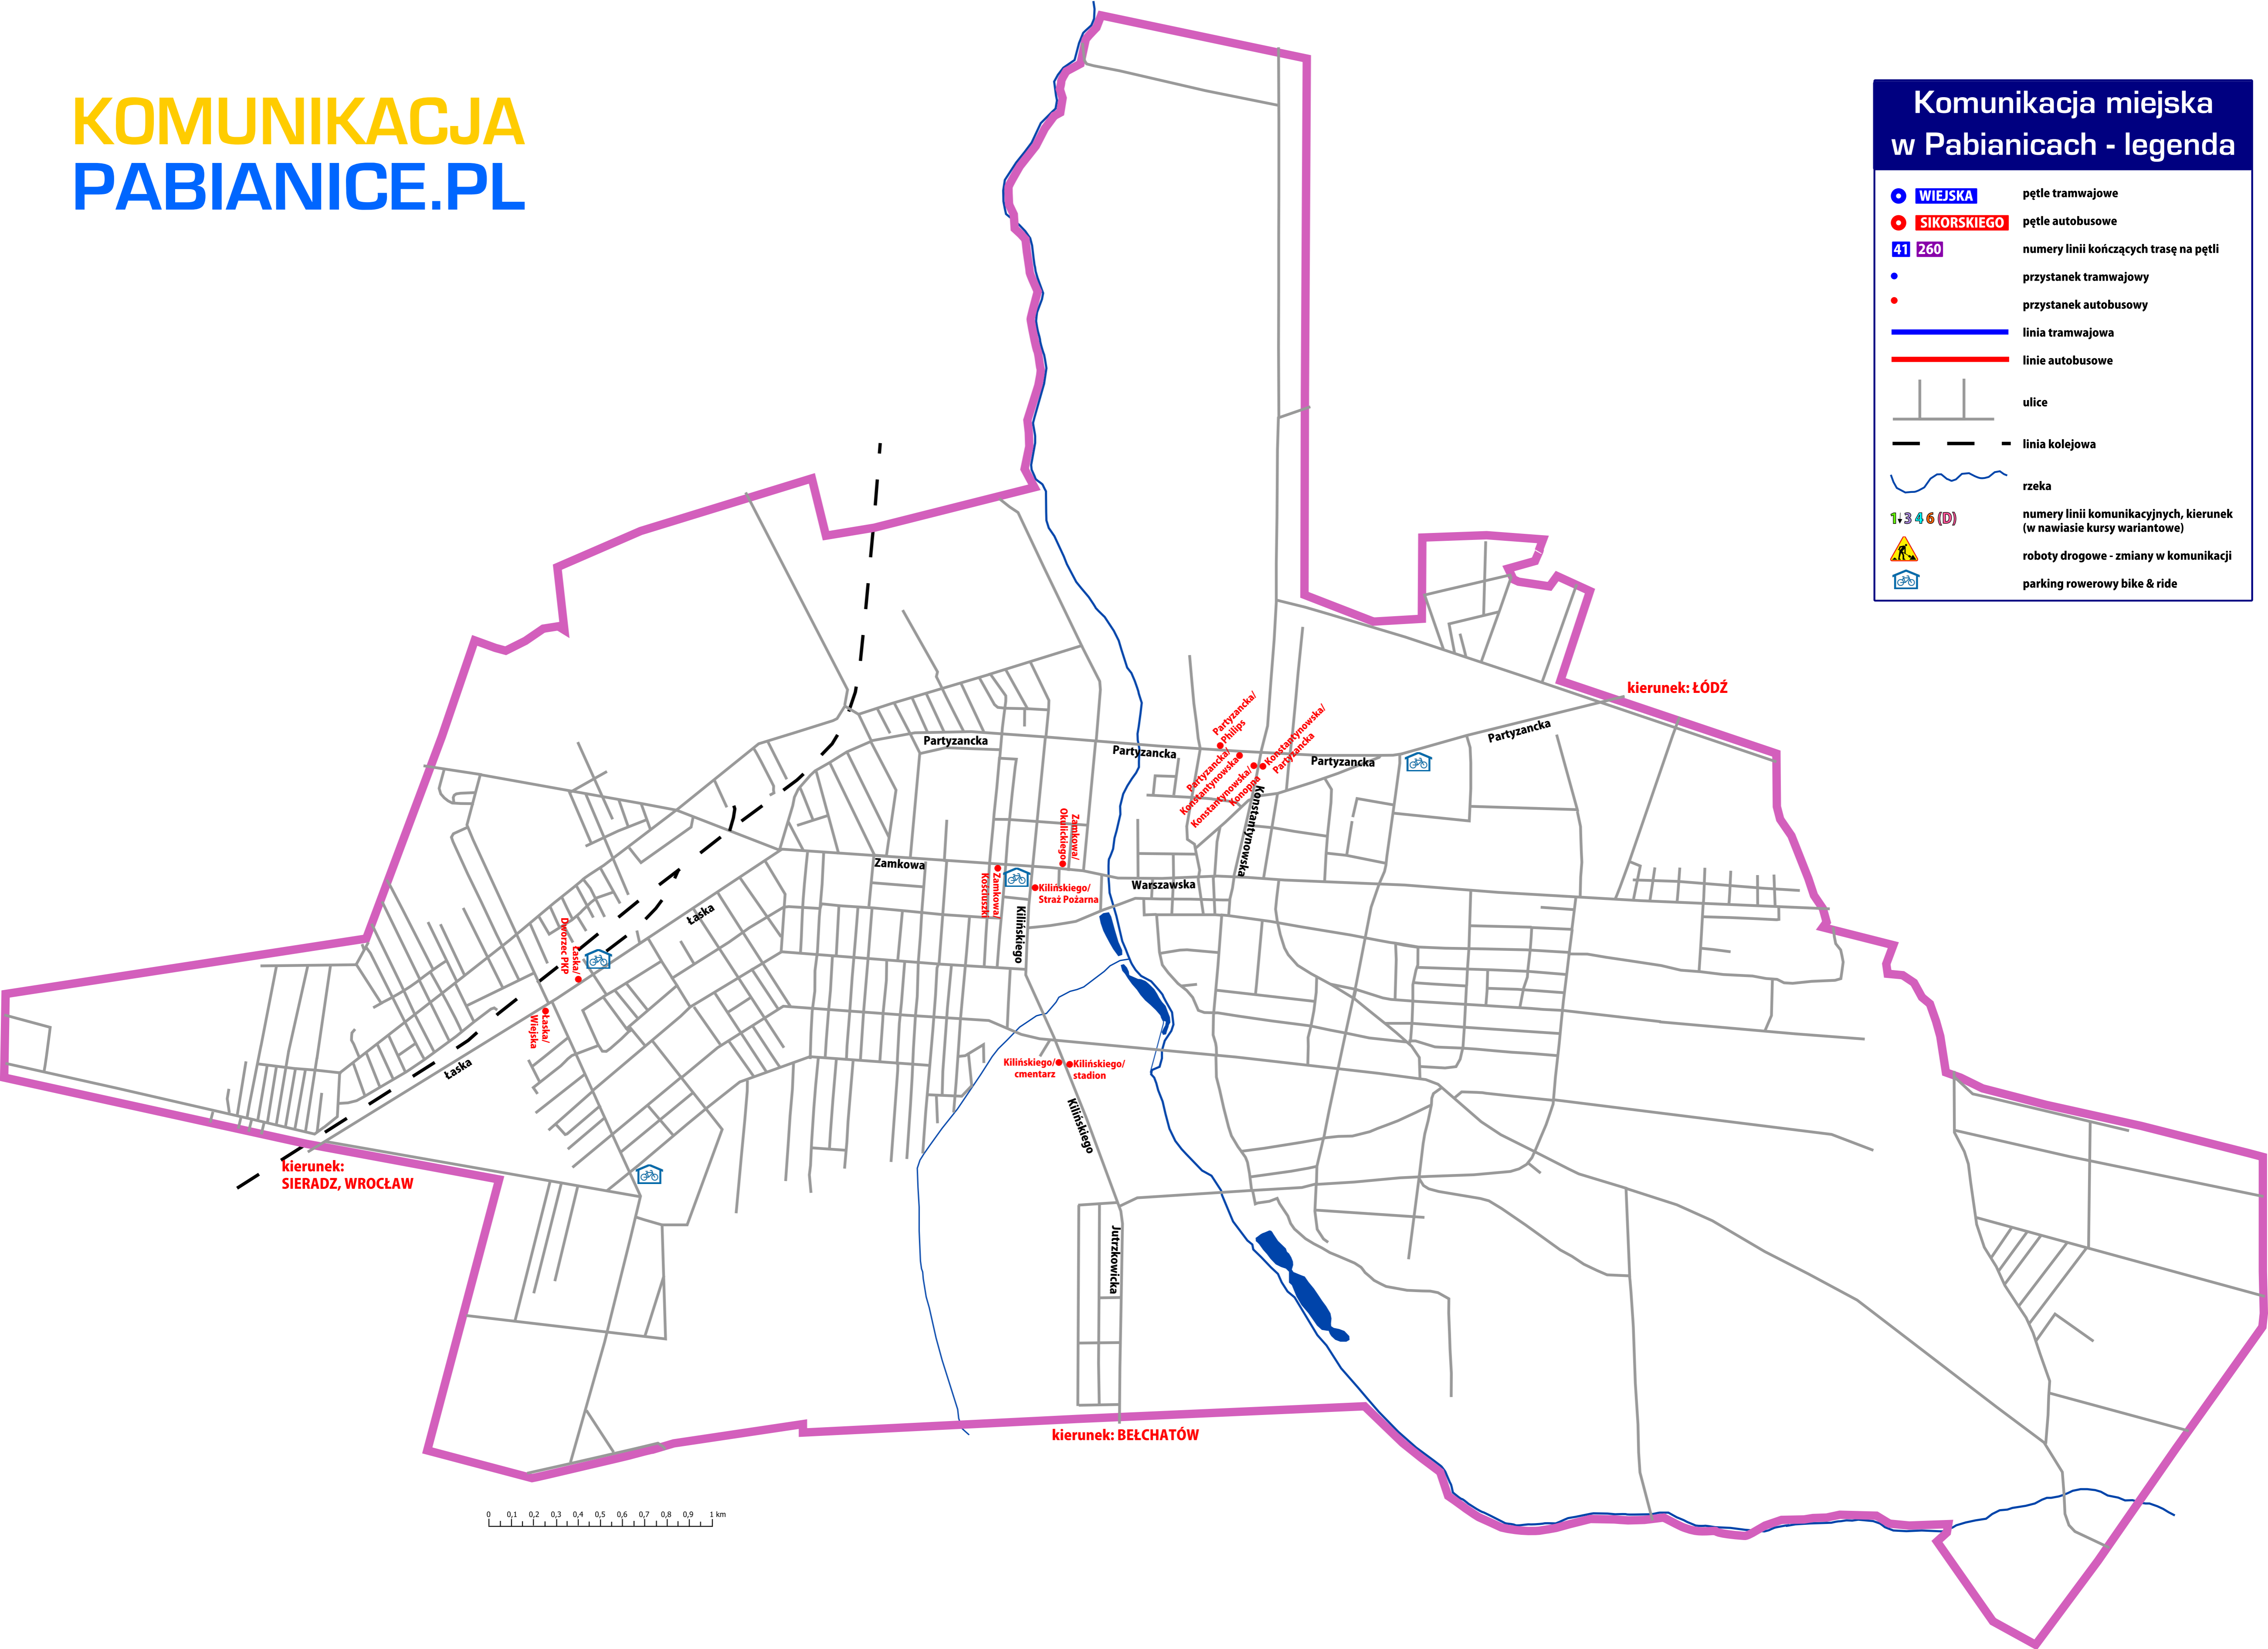 KOMUNIKACJA
PABIANICE.PL
Komunikacja miejska
w Pabianicach - legenda
WIEJSKA
pętle tramwajowe
SIKORSKIEGO
pętle autobusowe
41 260
numery linii kończących trasę na pętli
przystanek tramwajowy
przystanek autobusowy
linia tramwajowa
linie autobusowe
ulice
linia kolejowa
rzeka
1 3 4 6 (D)
numery linii komunikacyjnych, kierunek
(w nawiasie kursy wariantowe)
roboty drogowe - zmiany w komunikacji
parking rowerowy bike & ride
kierunek: ŁÓDŹ
Partyzancka
Partyzancka
Partyzancka
Partyzancka
Partyzancka/
Philips
Partyzancka/
Konstantynowska
Konstantynowska/
Partyzancka
Konstantynowska/
Konopna
Konstantynowska
Zamkowa/
Okulickiego
Zamkowa
Zamkowa/
Kościuszki
Kilińskiego/
Straż Pożarna
Warszawska
Kilińskiego
Łaska
Łaska/
Dworzec PKP
Łaska/
Wiejska
Łaska
Kilińskiego/
cmentarz
Kilińskiego/
stadion
Kilińskiego
kierunek:
SIERADZ, WROCŁAW
Jutrzkowicka
kierunek: BEŁCHATÓW
0 0,1 0,2 0,3 0,4 0,5 0,6 0,7 0,8 0,9 1 km